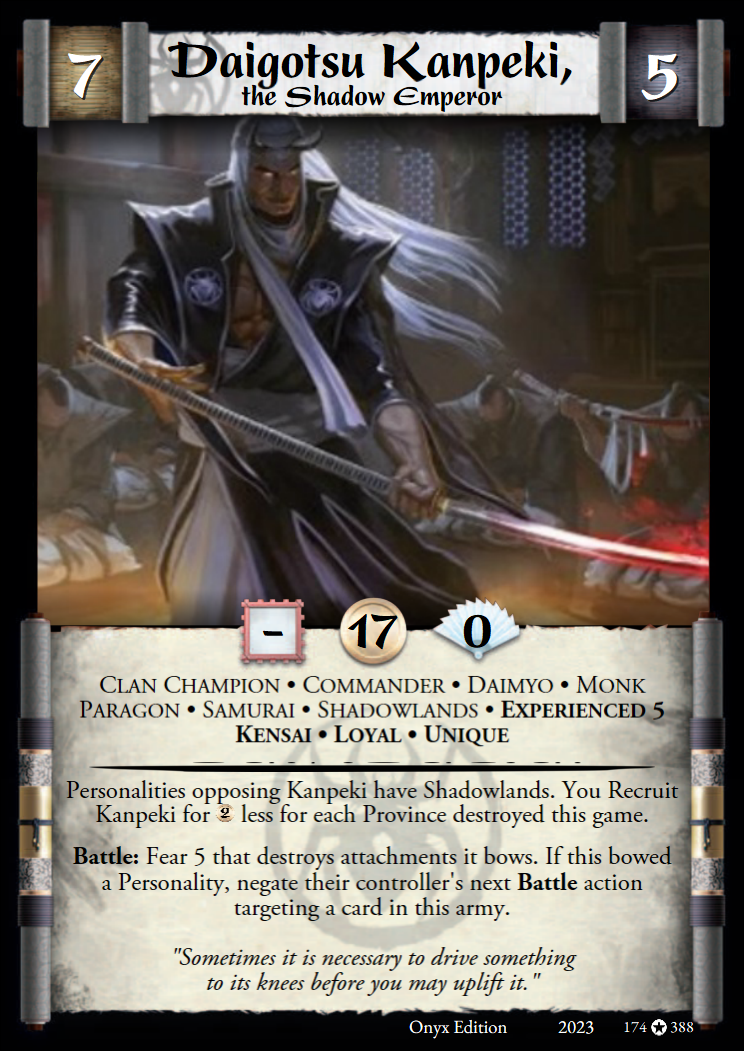 7
Daigotsu Kanpeki,
the Shadow Emperor
5
-
17
0
Clan Champion • Commander • Daimyo • Monk
Paragon • Samurai • Shadowlands • Experienced 5
Kensai • Loyal • Unique
Personalities opposing Kanpeki have Shadowlands. You Recruit
Kanpeki for 2 less for each Province destroyed this game.
Battle: Fear 5 that destroys attachments it bows. If this bowed
a Personality, negate their controller's next Battle action
targeting a card in this army.
"Sometimes it is necessary to drive something
to its knees before you may uplift it."
Onyx Edition 2023 174 ✪ 388